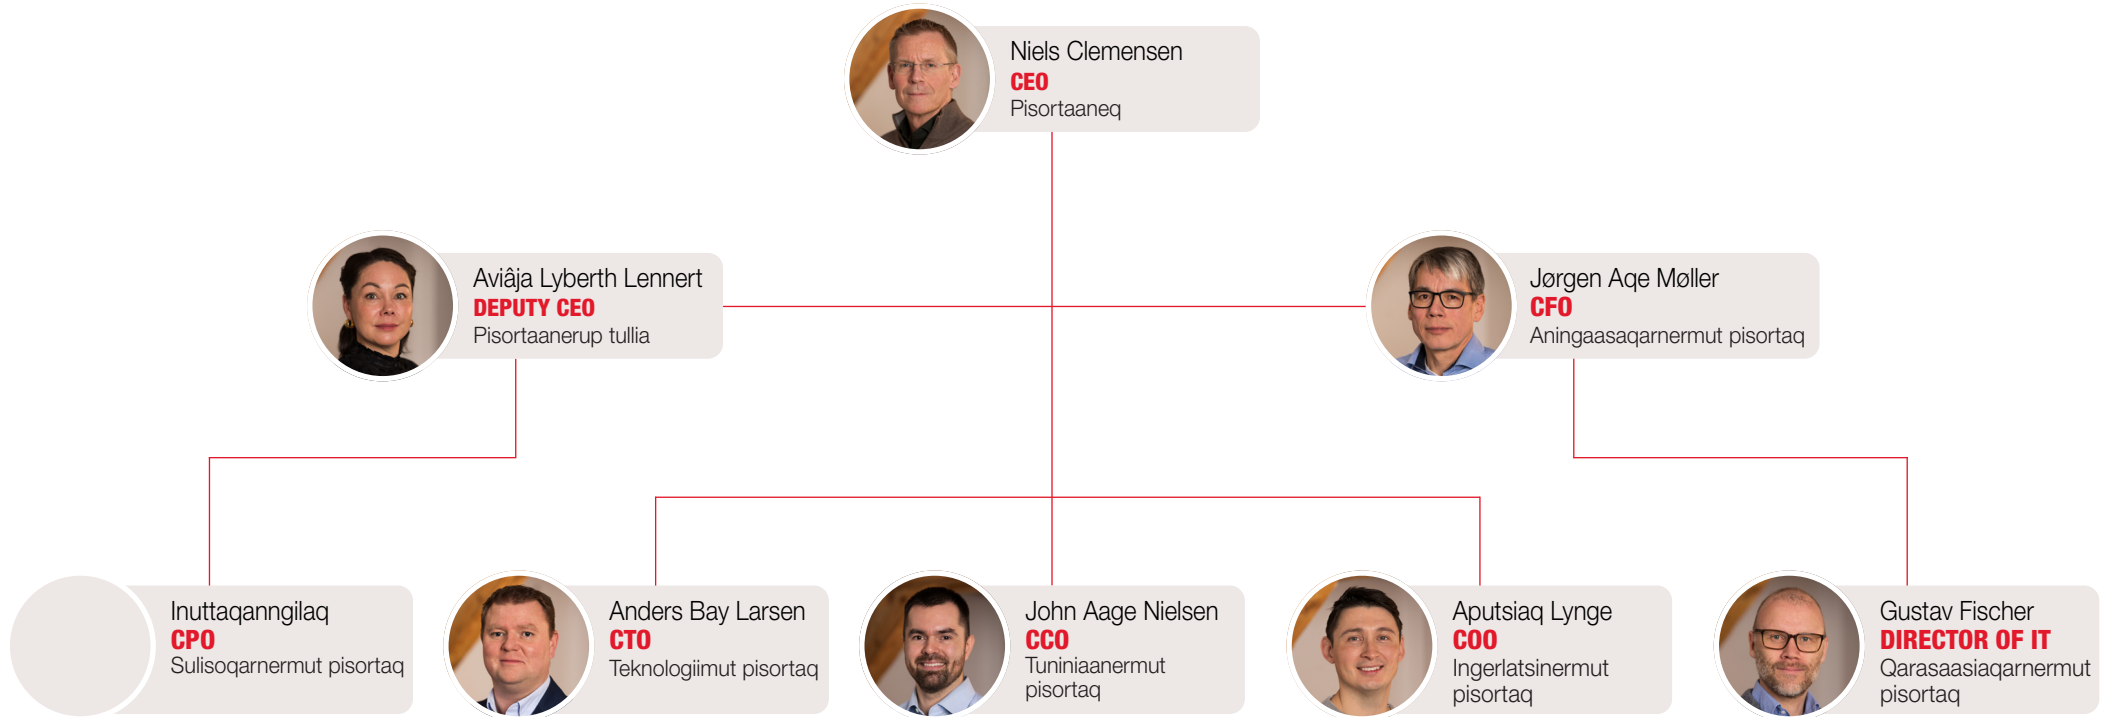 Niels Clemensen
CEO
Pisortaaneq
Aviâja Lyberth Lennert
DEPUTY CEO
Pisortaanerup tullia
Jørgen Aqe Møller
CFO
Aningaasaqarnermut pisortaq
Inuttaqanngilaq
CPO
Sulisoqarnermut pisortaq
Anders Bay Larsen
CTO
Teknologiimut pisortaq
John Aage Nielsen
CCO
Tuniniaanermut
pisortaq
Aputsiaq Lynge
COO
Ingerlatsinermut
pisortaq
Gustav Fischer
DIRECTOR OF IT
Qarasaasiaqarnermut
pisortaq